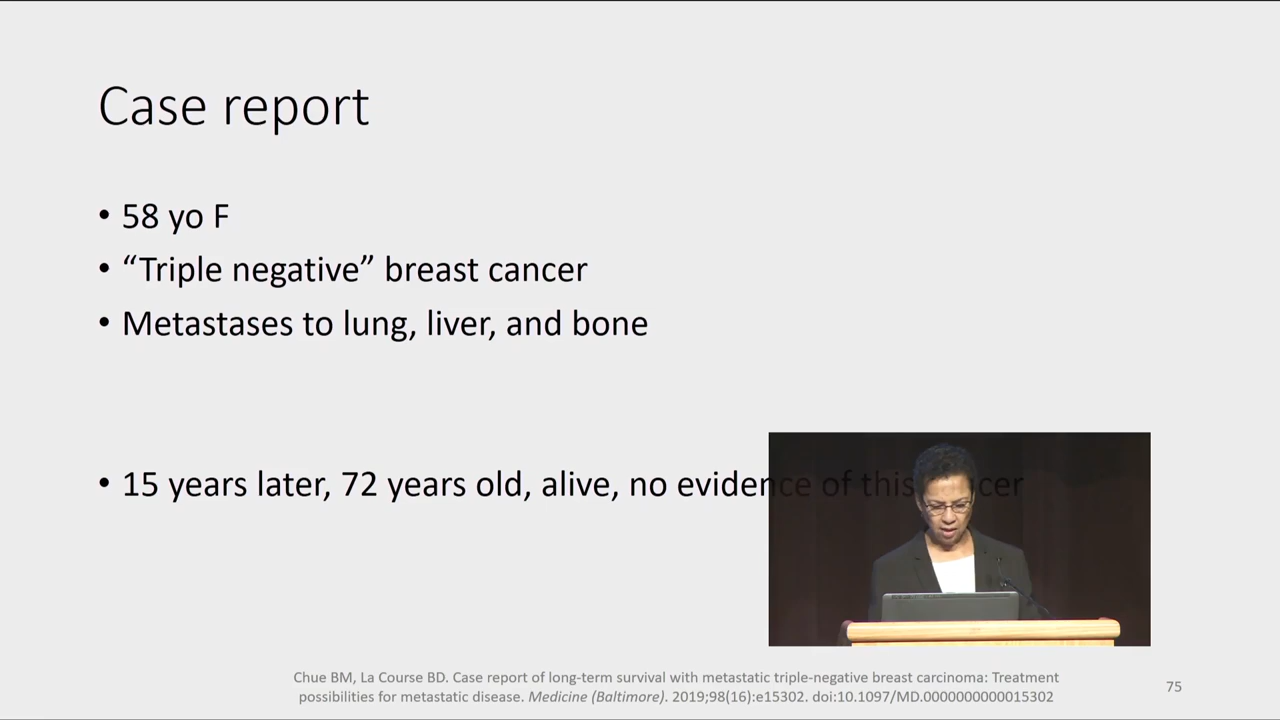 Case report
• 58 yo F
• “Triple negative” breast cancer
• Metastases to lung, liver, and bone
• 15 years later, 72 years old, alive, no evidence of this cancer
Chue BM, La Course BD. Case report of long-term survival with metastatic triple-negative breast carcinoma: Treatment
possibilities for metastatic disease. Medicine (Baltimore). 2019;98(16):e15302. doi:10.1097/MD.0000000000015302
75